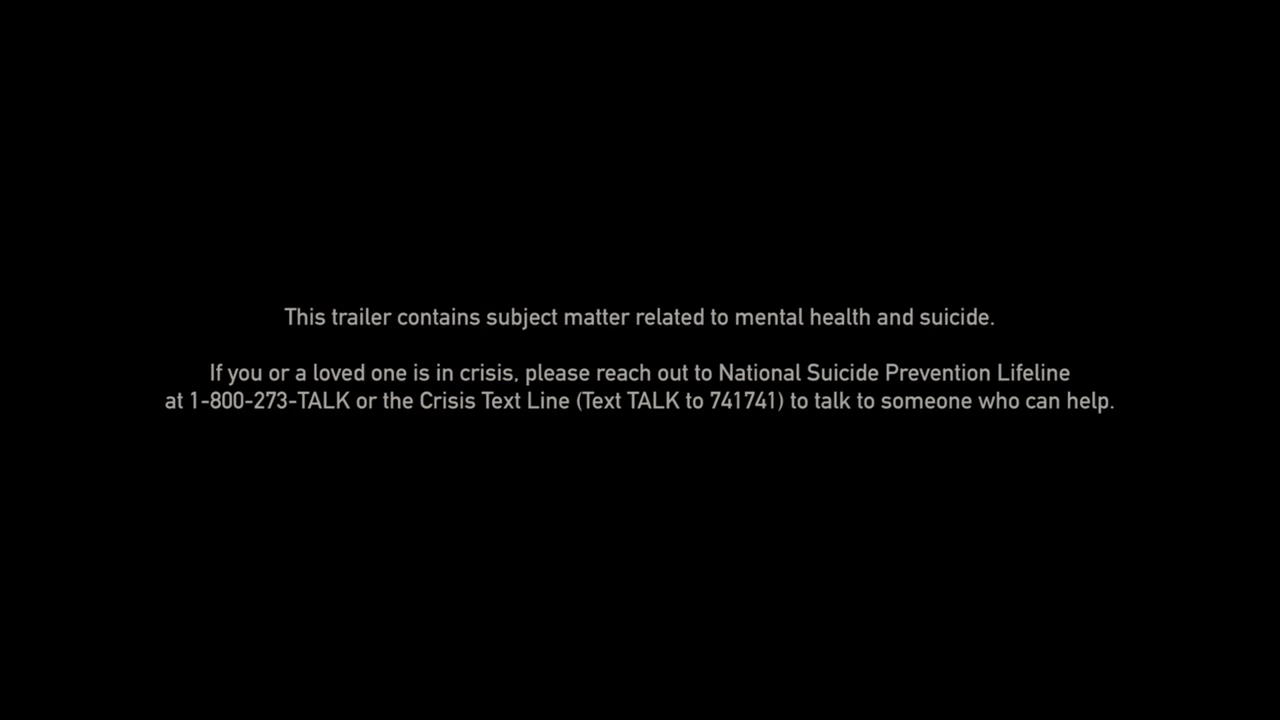 This trailer contains subject matter related to mental health and suicide.
If you or a loved one is in crisis, please reach out to National Suicide Prevention Lifeline
at 1-800-273-TALK or the Crisis Text Line (Text TALK to 741741) to talk to someone who can help.